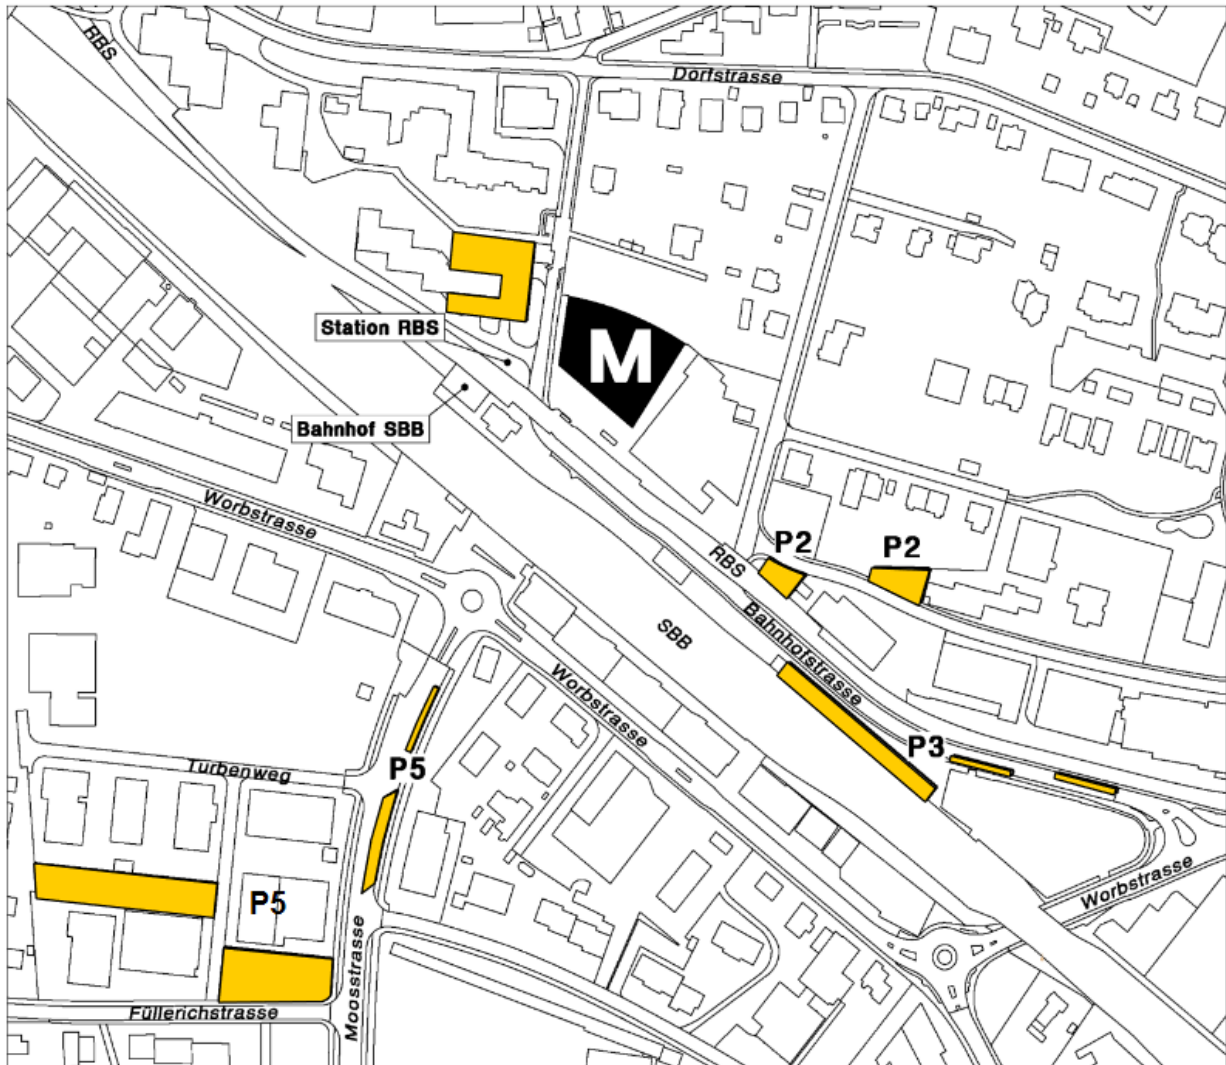 RBS
Dorfstrasse
Station RBS
M
Bahnhof SBB
Worbstrasse
P2
P2
RBS
SBB
Bahnhofstrasse
Worbstrasse
P3
P5
Turbenweg
Worbstrasse
P5
Moosstrasse
Füllerichstrasse